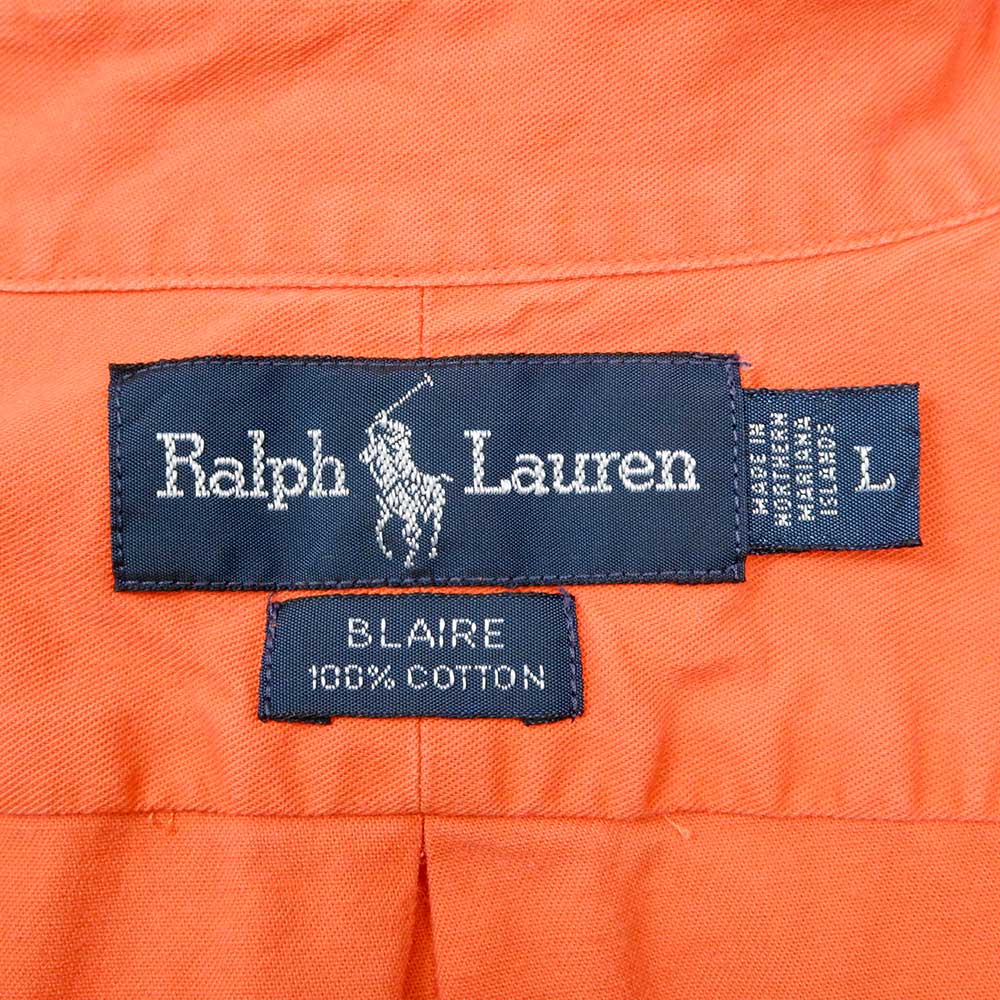 Ralph Lauren
MADE IN
NORTHERN
MARIANA
ISLANDS
L
BLAIRE
100% COTTON